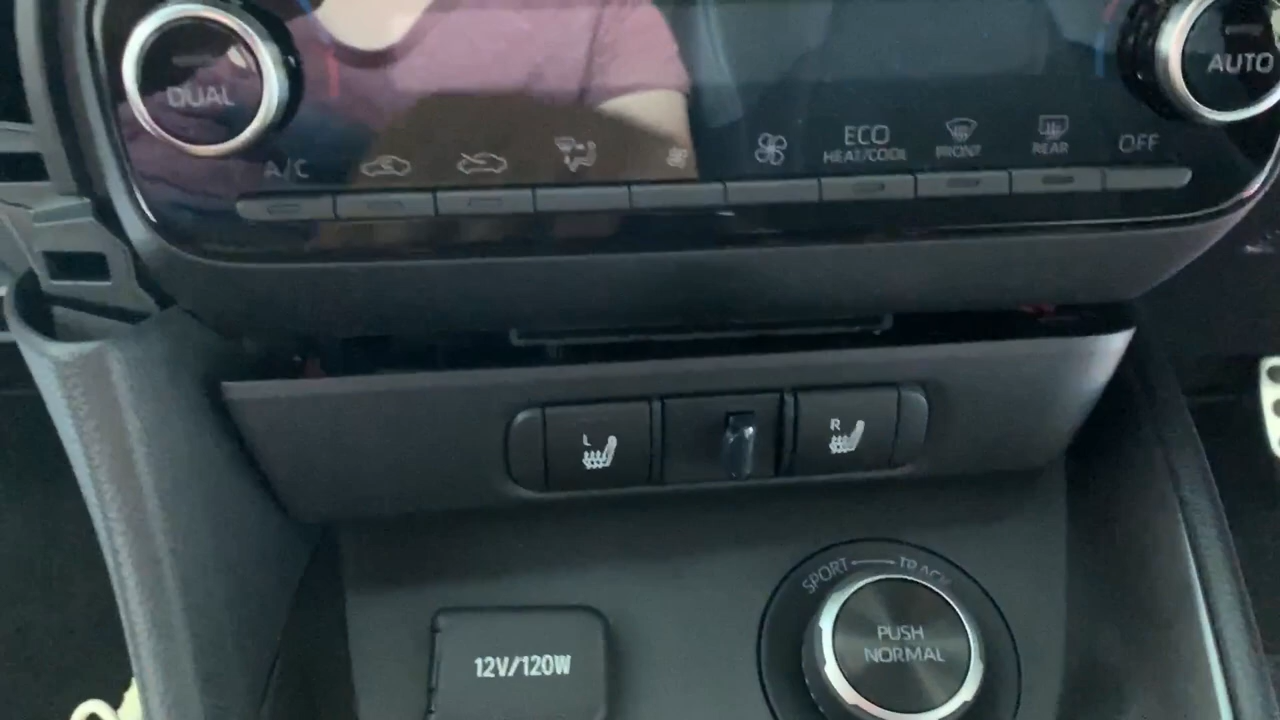 DUAL
AUTO
A/C
ECO
HEAT/COOL
FRONT
REAR
OFF
L
R
SPORT
TRACK
PUSH
NORMAL
12V/120W